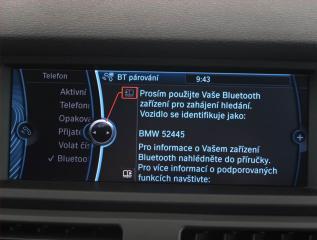 Telefon
BT párování
9:43
Aktivní
Telefon
Opakova
Přijat
Volat čí
✓ Bluetoo
Prosím použijte Vaše Bluetooth
zařízení pro zahájení hledání.
Vozidlo se identifikuje jako:
BMW 52445
Pro informace o Vašem zařízení
Bluetooth nahlédněte do příručky.
Pro více informací o podporovaných
funkcích navštivte: